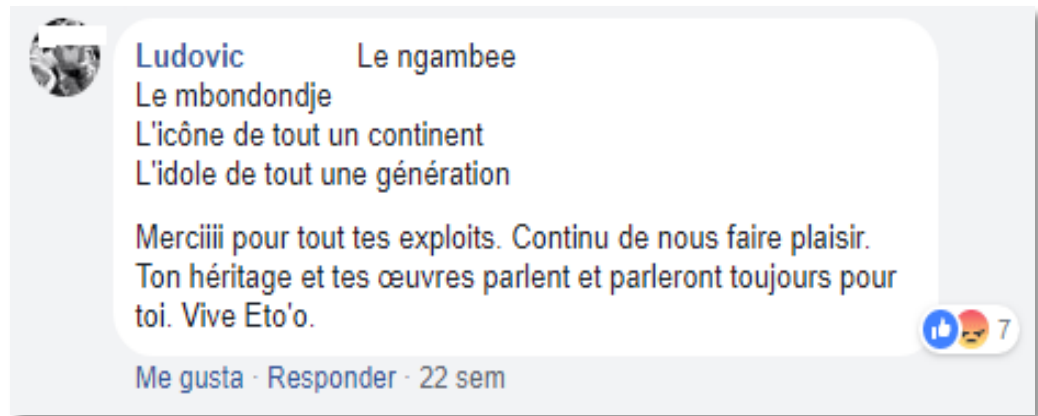 Ludovic Le ngambee
Le mbondondje
L'icône de tout un continent
L'idole de tout une génération
Merciiii pour tout tes exploits. Continu de nous faire plaisir.
Ton héritage et tes œuvres parlent et parleront toujours pour
toi. Vive Eto'o.
7
Me gusta · Responder · 22 sem